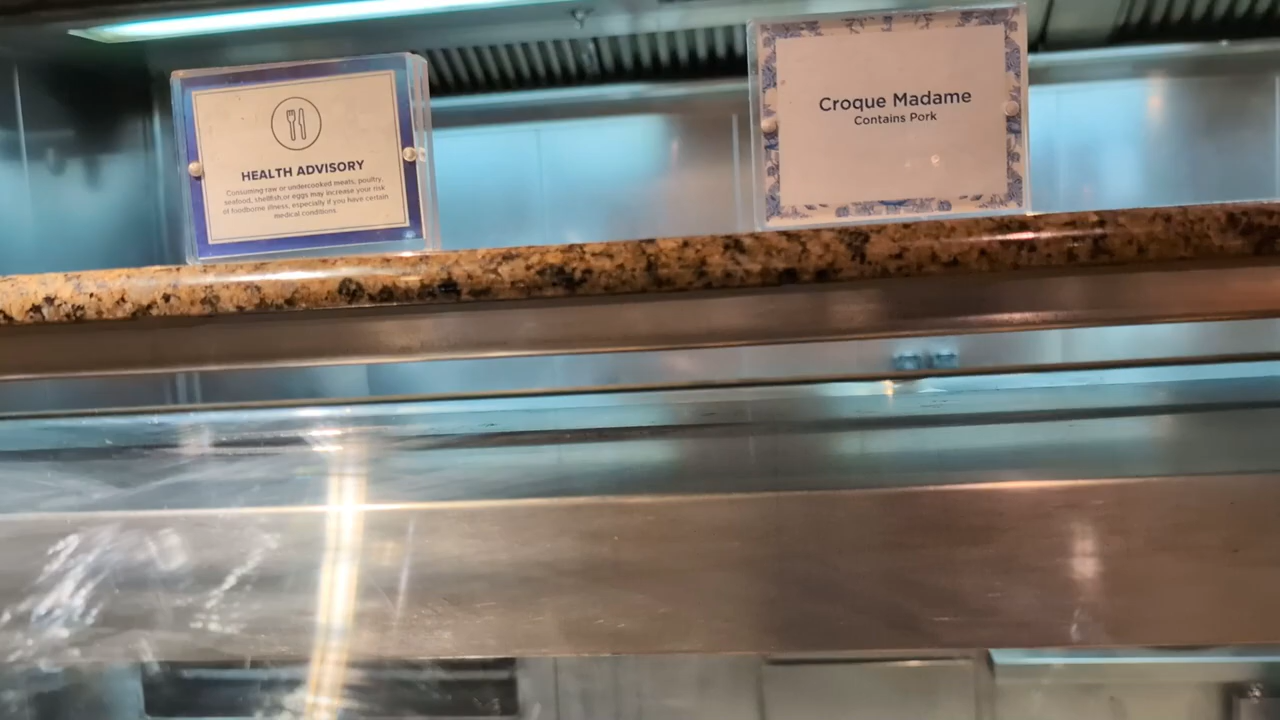 HEALTH ADVISORY
Consuming raw or undercooked meats, poultry,
seafood, shellfish,or eggs may increase your risk
of foodborne illness, especially if you have certain
medical conditions.
Croque Madame
Contains Pork